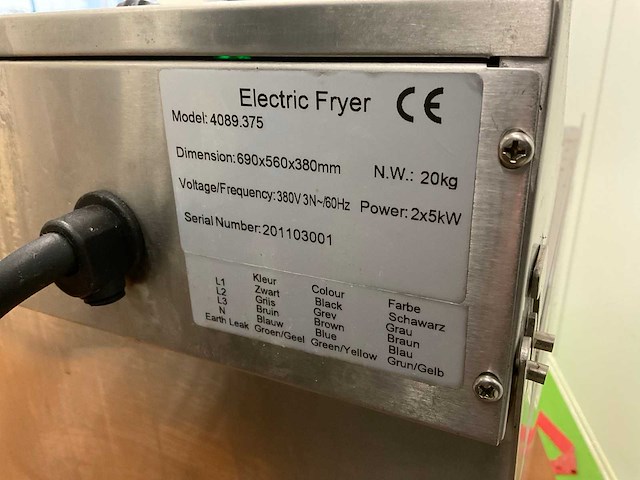 Electric Fryer CE
Model: 4089.375
Dimension: 690x560x380mm N.W.: 20kg
Voltage/Frequency: 380V 3N~/60Hz Power: 2x5kW
Serial Number: 201103001
Kleur Colour Farbe
L1 Zwart Black Schawarz
L2 Griis Grev Grau
L3 Bruin Brown Braun
N Blauw Blue Blau
Earth Leak Groen/Geel Green/Yellow Grun/Gelb